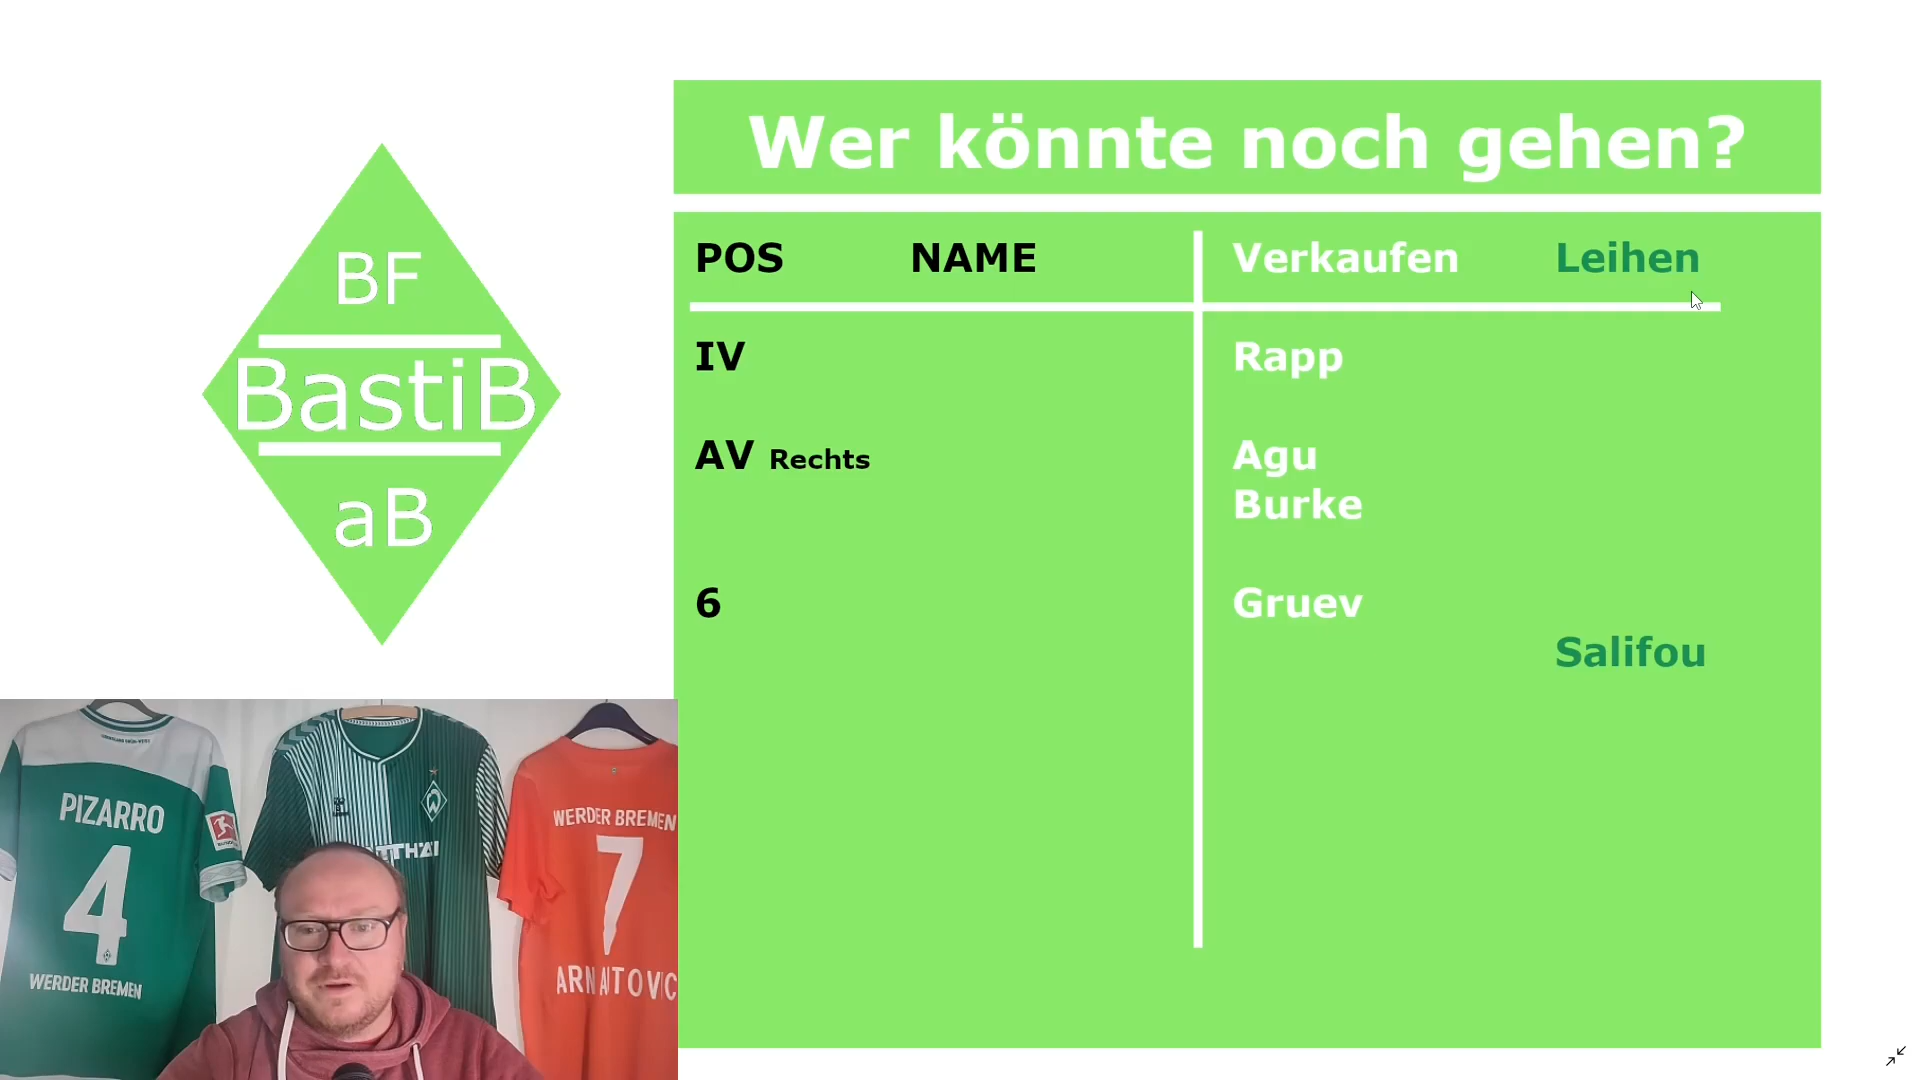 Wer könnte noch gehen?
POS NAME Verkaufen Leihen
IV Rapp
AV Rechts Agu
Burke
6 Gruev
Salifou
BF
BastiB
aB
PIZARRO
4
WERDER BREMEN
WERDER BREMEN
7
ARNAUTOVIC